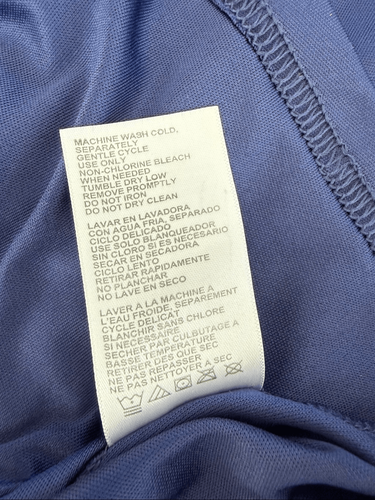 MACHINE WASH COLD,
SEPARATELY
GENTLE CYCLE
USE ONLY
NON-CHLORINE BLEACH
WHEN NEEDED
TUMBLE DRY LOW
REMOVE PROMPTLY
DO NOT IRON
DO NOT DRY CLEAN
LAVAR EN LAVADORA
CON AGUA FRIA, SEPARADO
CICLO DELICADO
USE SOLO BLANQUEADOR
SIN CLORO SI ES NECESARIO
SECAR EN SECADORA
CICLO LENTO
RETIRAR RAPIDAMENTE
NO PLANCHAR
NO LAVE EN SECO
LAVER A LA MACHINE A
L'EAU FROIDE, SEPAREMENT
CYCLE DELICAT
BLANCHIR SANS CHLORE
SI NECESSAIRE
SECHER PAR CULBUTAGE A
BASSE TEMPERATURE
RETIRER DÈS QUE SEC
NE PAS REPASSER
NE PAS NETTOYER À SEC